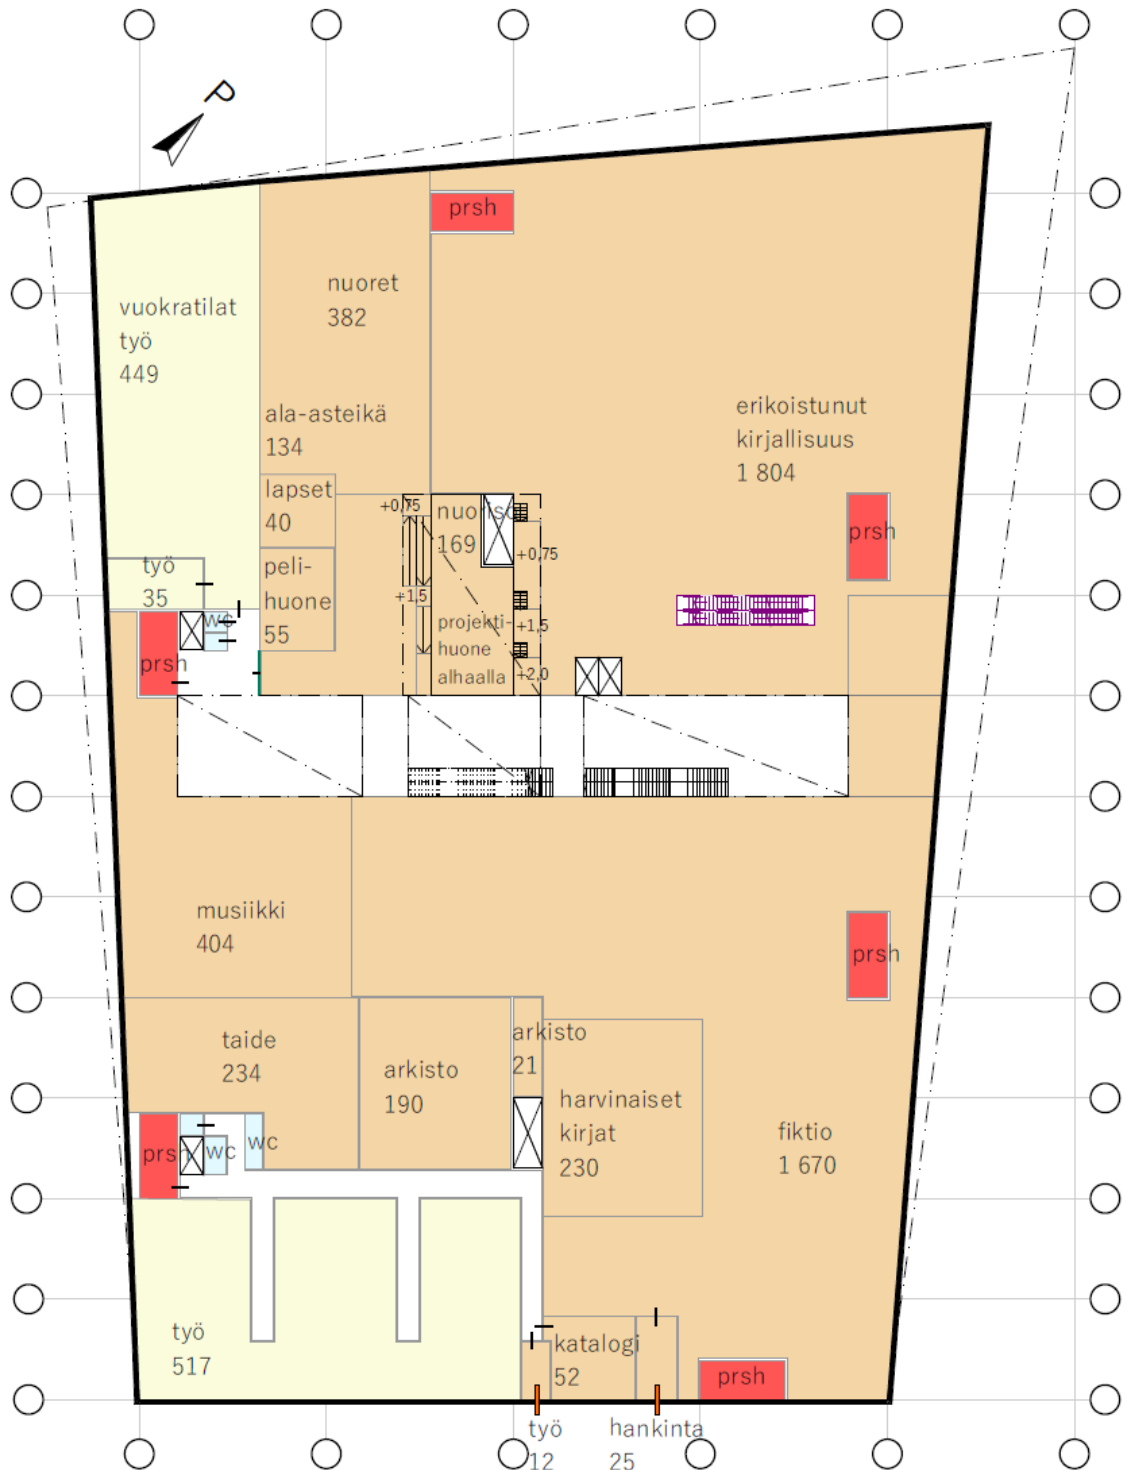 P
prsh
nuoret
382
vuokratilat
työ
449
ala-asteikä
134
erikoistunut
kirjallisuus
1 804
lapset
40
+0,75
nuoriso
169
+0,75
prsh
peli-
huone
55
työ
35
+1,5
wc
projekti-
huone
alhaalla
+1,5
+2,0
prsh
musiikki
404
prsh
taide
234
arkisto
190
arkisto
21
harvinaiset
kirjat
230
fiktio
1 670
prsh
wc
wc
työ
517
katalogi
52
prsh
työ
12
hankinta
25